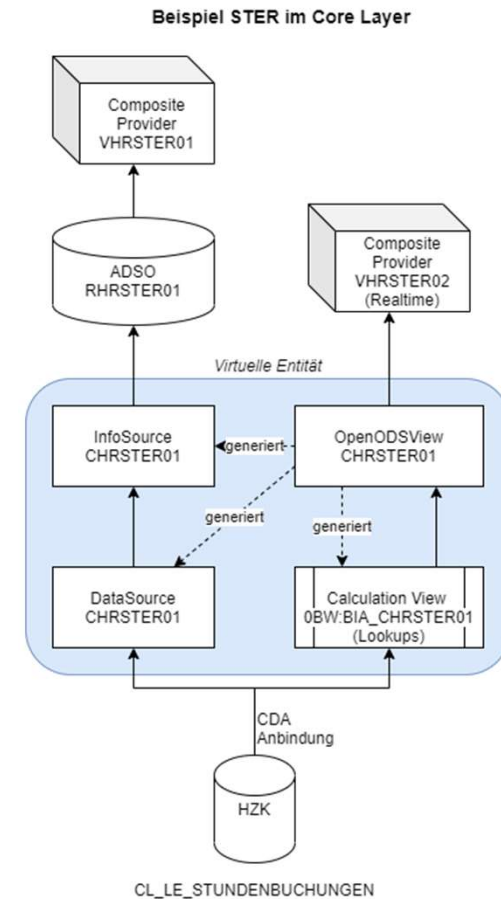 Beispiel STER im Core Layer
Composite
Provider
VHRSTER01
ADSO
RHRSTER01
Composite
Provider
VHRSTER02
(Realtime)
Virtuelle Entität
InfoSource
CHRSTER01
generiert
OpenODSView
CHRSTER01
generiert
generiert
DataSource
CHRSTER01
Calculation View
0BW:BIA_CHRSTER01
(Lookups)
CDA
Anbindung
HZK
CL_LE_STUNDENBUCHUNGEN